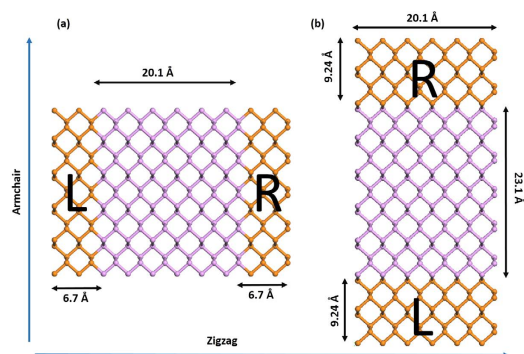 (a)
20.1 Å
L
R
6.7 Å
6.7 Å
Armchair
Zigzag
(b)
20.1 Å
9.24 Å
R
23.1 Å
9.24 Å
L